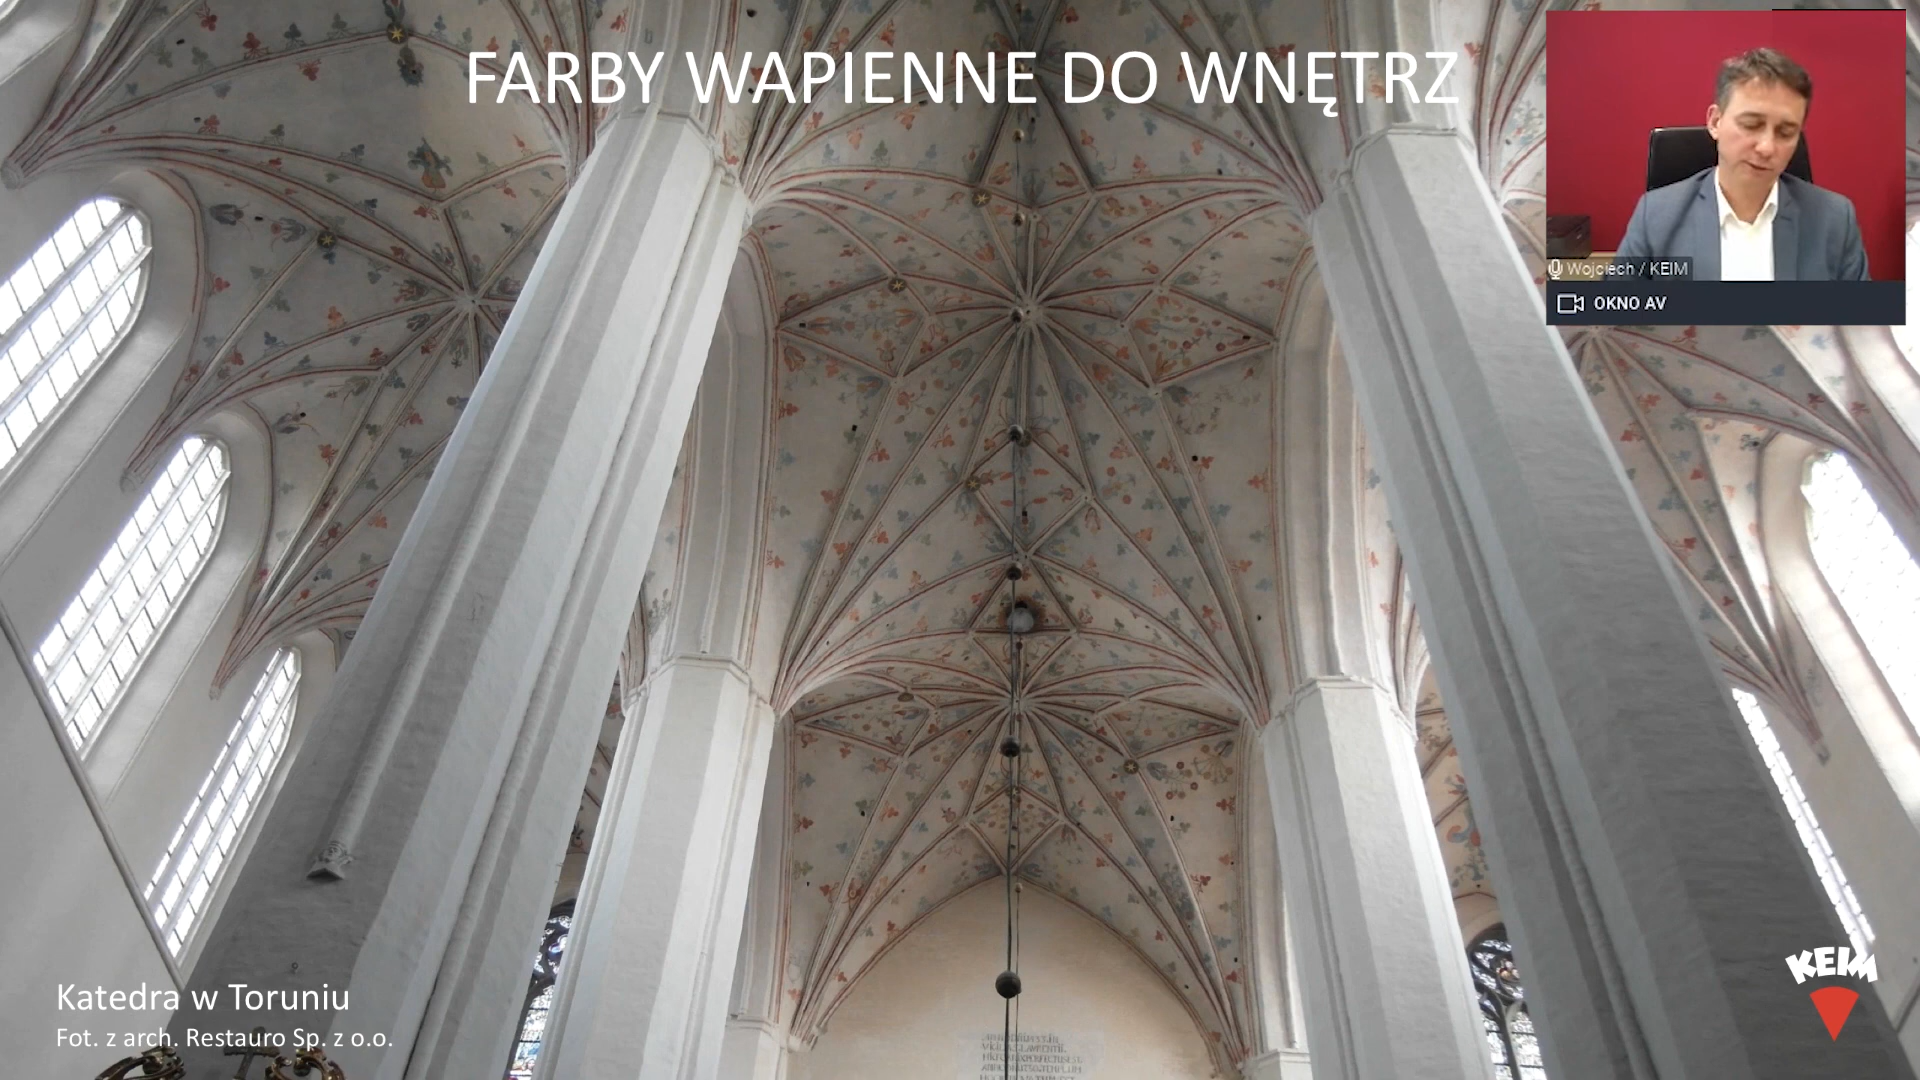 FARBY WAPIENNE DO WNĘTRZ
Wojciech / KEIM
OKNO AV
KEIM
Katedra w Toruniu
Fot. z arch. Restauro Sp. z o.o.